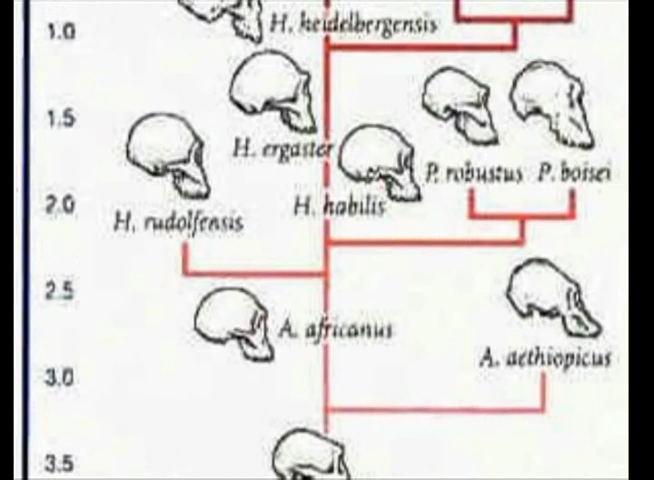 1.0
H. heidelbergensis
1.5
H. ergaster
P. robustus
P. boisei
2.0
H. habilis
H. rudolfensis
2.5
A. africanus
A. aethiopicus
3.0
3.5